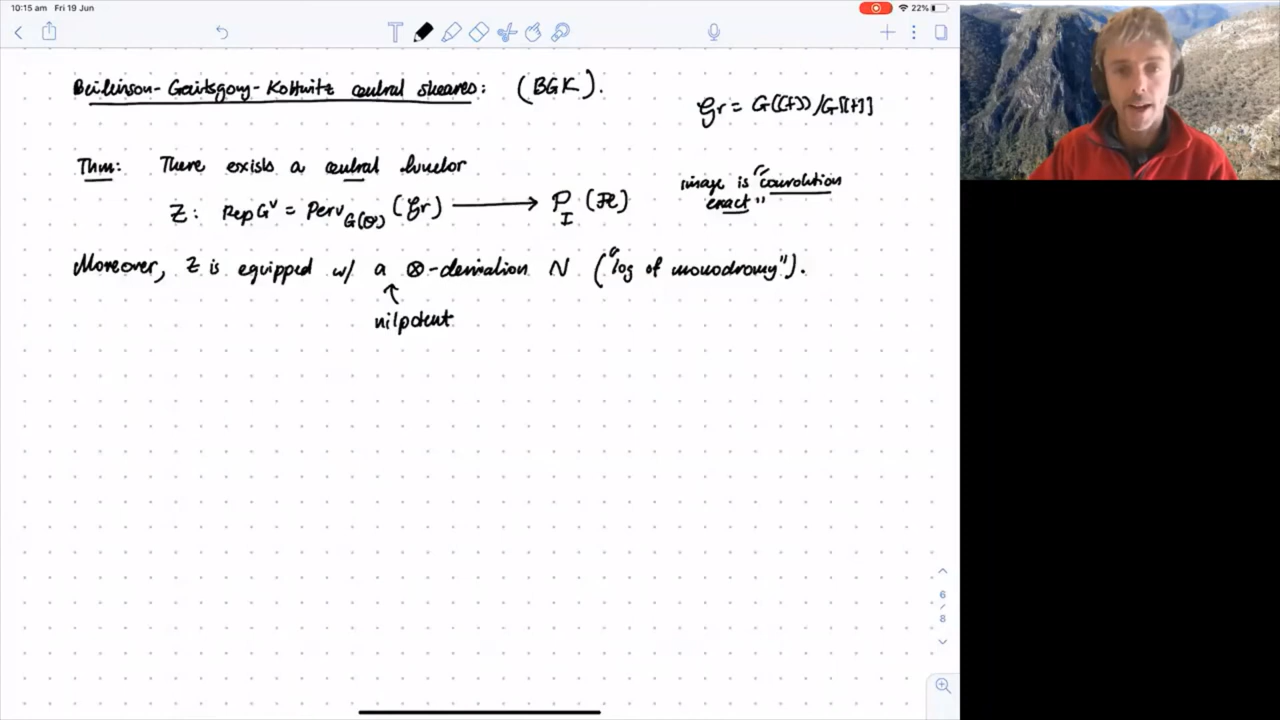 10:15 am Fri 19 Jun
22%
Beilinson-Gaitsgory-Kottwitz central sheaves: (BGK).
Gr = G((t))/G[[t]]
Thm: There exists a central functor
Z: Rep G^∨ = Perv_{G(O)} (Gr) ⟶ P_I (Fl)
image is "convolution
exact"
Moreover, Z is equipped w/ a ⊗-derivation N ("log of monodromy").
↑
nilpotent
6
/
8